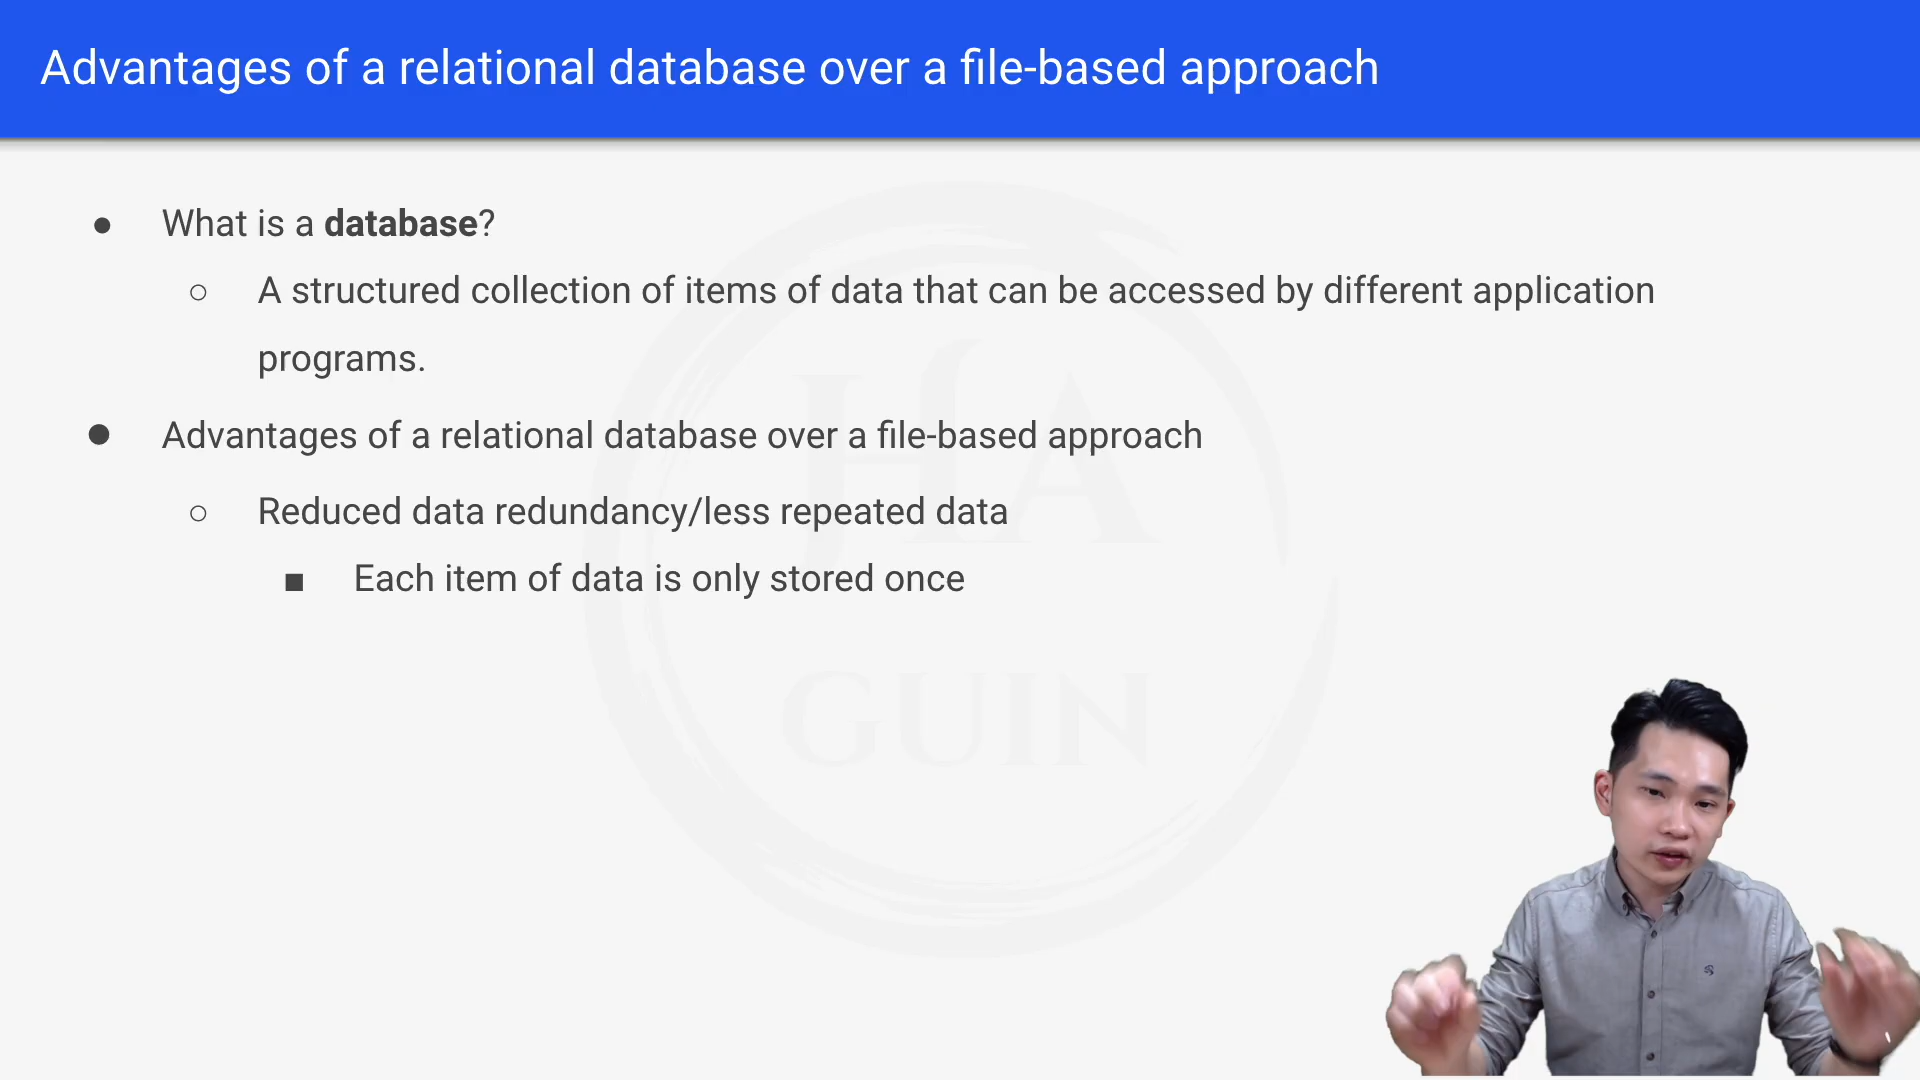 Advantages of a relational database over a file-based approach
● What is a database?
○ A structured collection of items of data that can be accessed by different application
programs.
● Advantages of a relational database over a file-based approach
○ Reduced data redundancy/less repeated data
■ Each item of data is only stored once
HA
GUIN